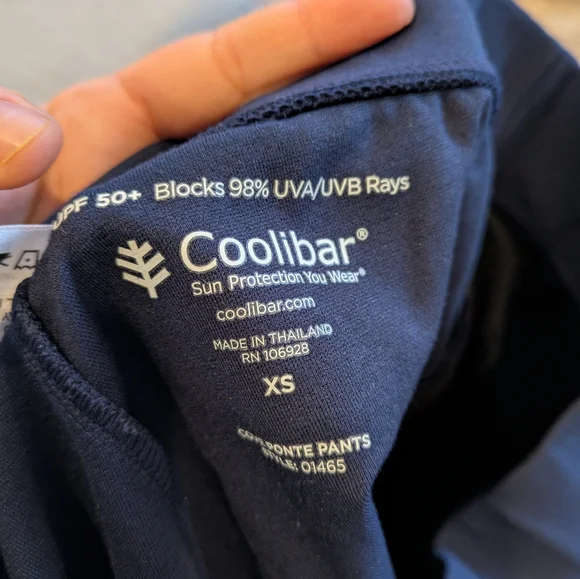 UPF 50+ Blocks 98% UVA/UVB Rays
Coolibar®
Sun Protection You Wear®
coolibar.com
MADE IN THAILAND
RN 106928
XS
PONTE PANTS
STYLE: 01465